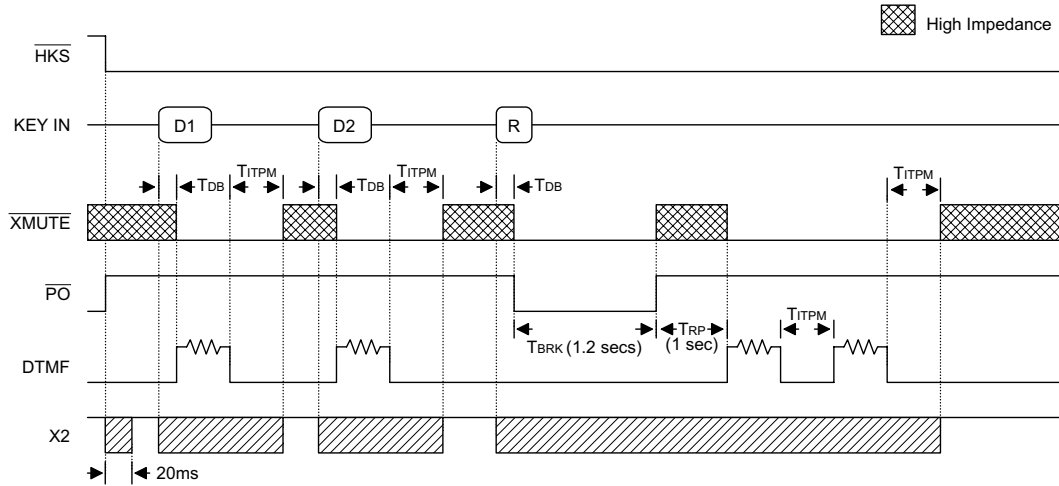 High Impedance
HKS
KEY IN
D1
D2
R
TDB
TITPM
TDB
TITPM
TDB
TITPM
XMUTE
PO
TBRK (1.2 secs)
TRP
(1 sec)
TITPM
DTMF
X2
20ms